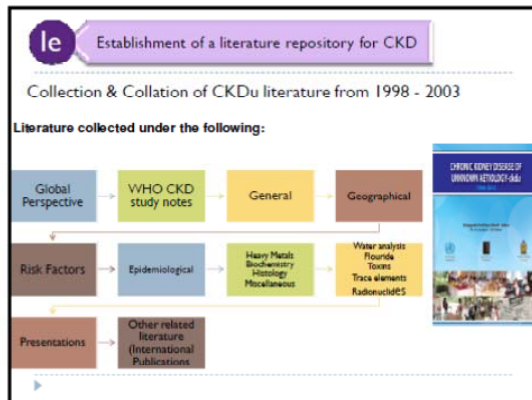 Ie
Establishment of a literature repository for CKD
Collection & Collation of CKDu literature from 1998 - 2003
Literature collected under the following:
Global
Perspective
WHO CKD
study notes
General
Geographical
Risk Factors
Epidemiological
Heavy Metals
Biochemistry
Histology
Miscellaneous
Water analysis
Flouride
Toxins
Trace elements
Radionuclides
Presentations
Other related
literature
(International
Publications
CHRONIC KIDNEY DISEASE OF
UNKNOWN AETIOLOGY